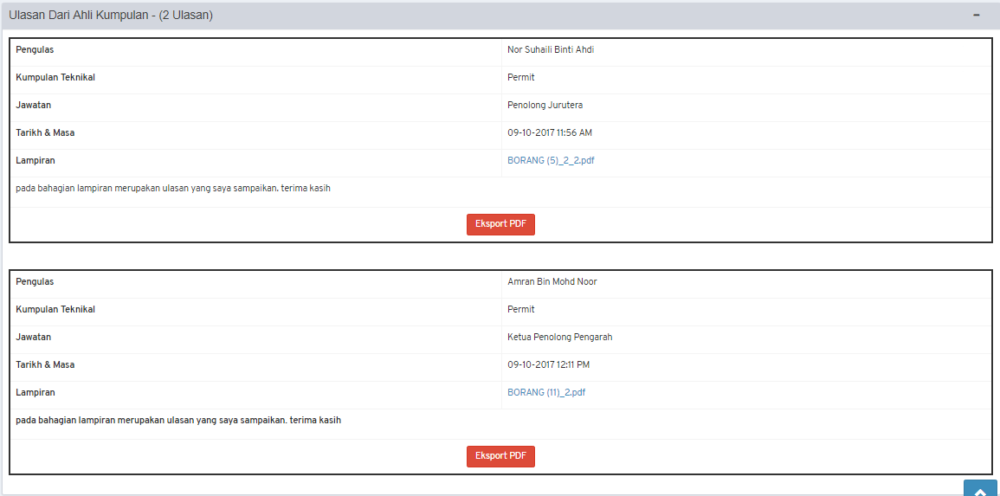 Ulasan Dari Ahli Kumpulan - (2 Ulasan)
Pengulas Nor Suhaili Binti Ahdi
Kumpulan Teknikal Permit
Jawatan Penolong Jurutera
Tarikh & Masa 09-10-2017 11:56 AM
Lampiran BORANG (5)_2_2.pdf
pada bahagian lampiran merupakan ulasan yang saya sampaikan. terima kasih
Eksport PDF
Pengulas Amran Bin Mohd Noor
Kumpulan Teknikal Permit
Jawatan Ketua Penolong Pengarah
Tarikh & Masa 09-10-2017 12:11 PM
Lampiran BORANG (11)_2.pdf
pada bahagian lampiran merupakan ulasan yang saya sampaikan. terima kasih
Eksport PDF